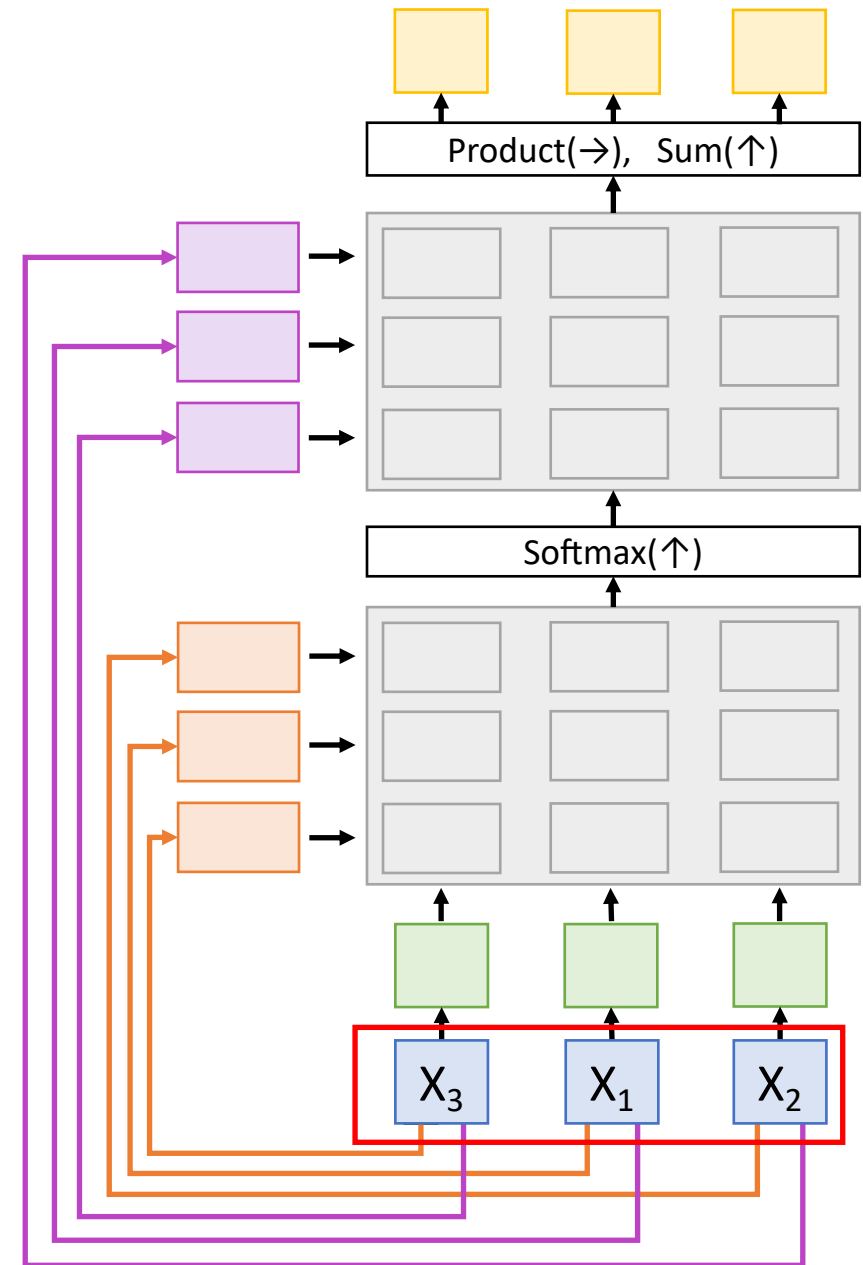 Product(→),  Sum(↑)
Softmax(↑)
X₃ X₁ X₂